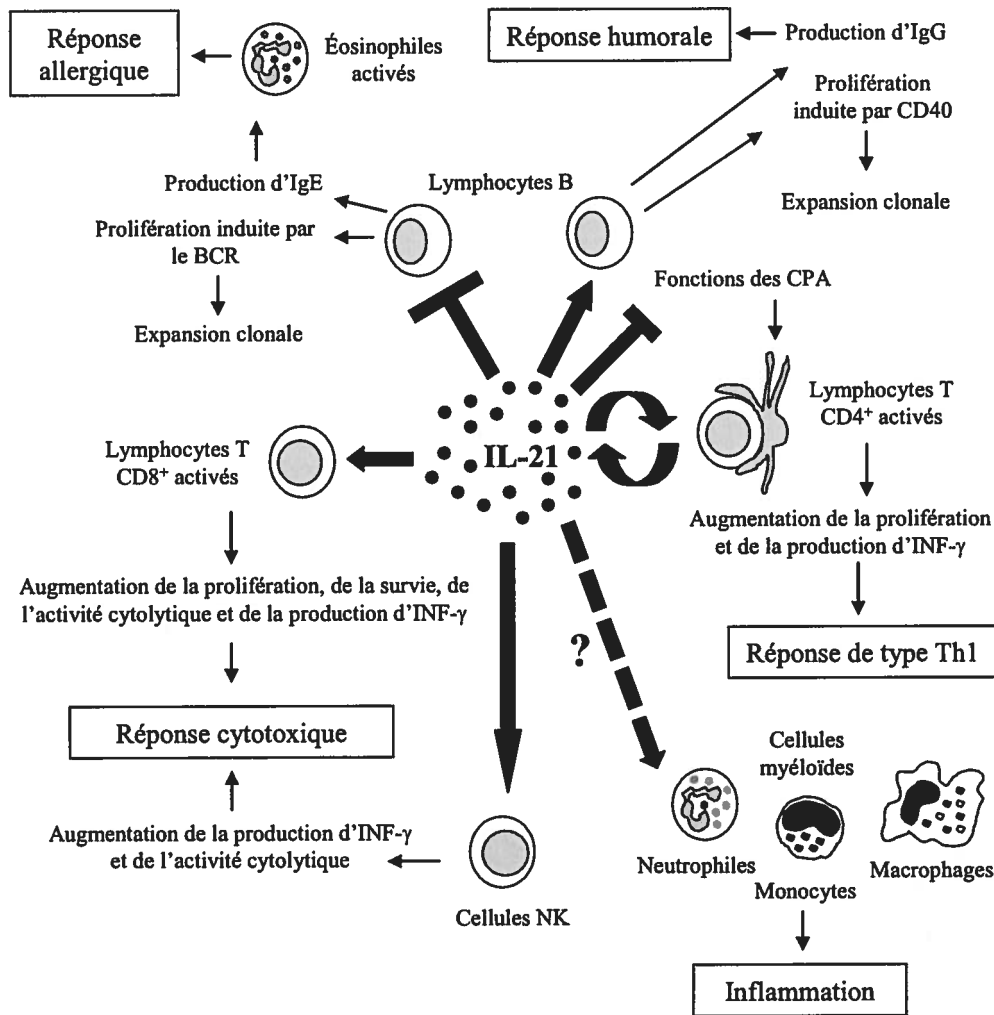 Réponse
allergique
Éosinophiles
activés
Réponse humorale
Production d'IgG
Prolifération
induite par CD40
Expansion clonale
Production d'IgE
Lymphocytes B
Prolifération induite par
le BCR
Expansion clonale
Fonctions des CPA
Lymphocytes T
CD4⁺ activés
Lymphocytes T
CD8⁺ activés
IL-21
Augmentation de la prolifération
et de la production d'INF-γ
Réponse de type Th1
Augmentation de la prolifération, de la survie, de
l'activité cytolytique et de la production d'INF-γ
Réponse cytotoxique
?
Augmentation de la production d'INF-γ
et de l'activité cytolytique
Cellules NK
Cellules
myéloïdes
Neutrophiles
Monocytes
Macrophages
Inflammation